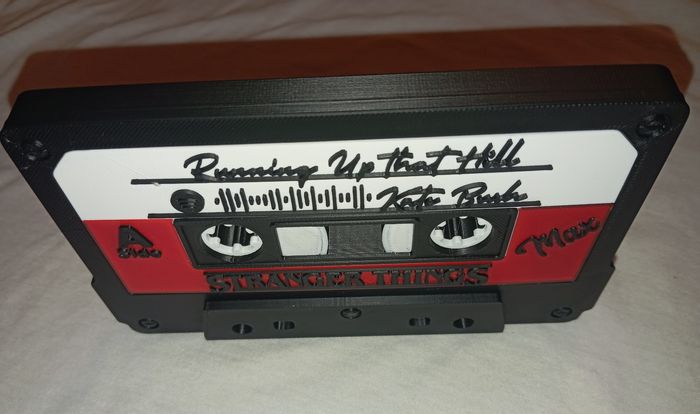 Running Up that Hill
Kate Bush
A
Side
Max
STRANGER THINGS